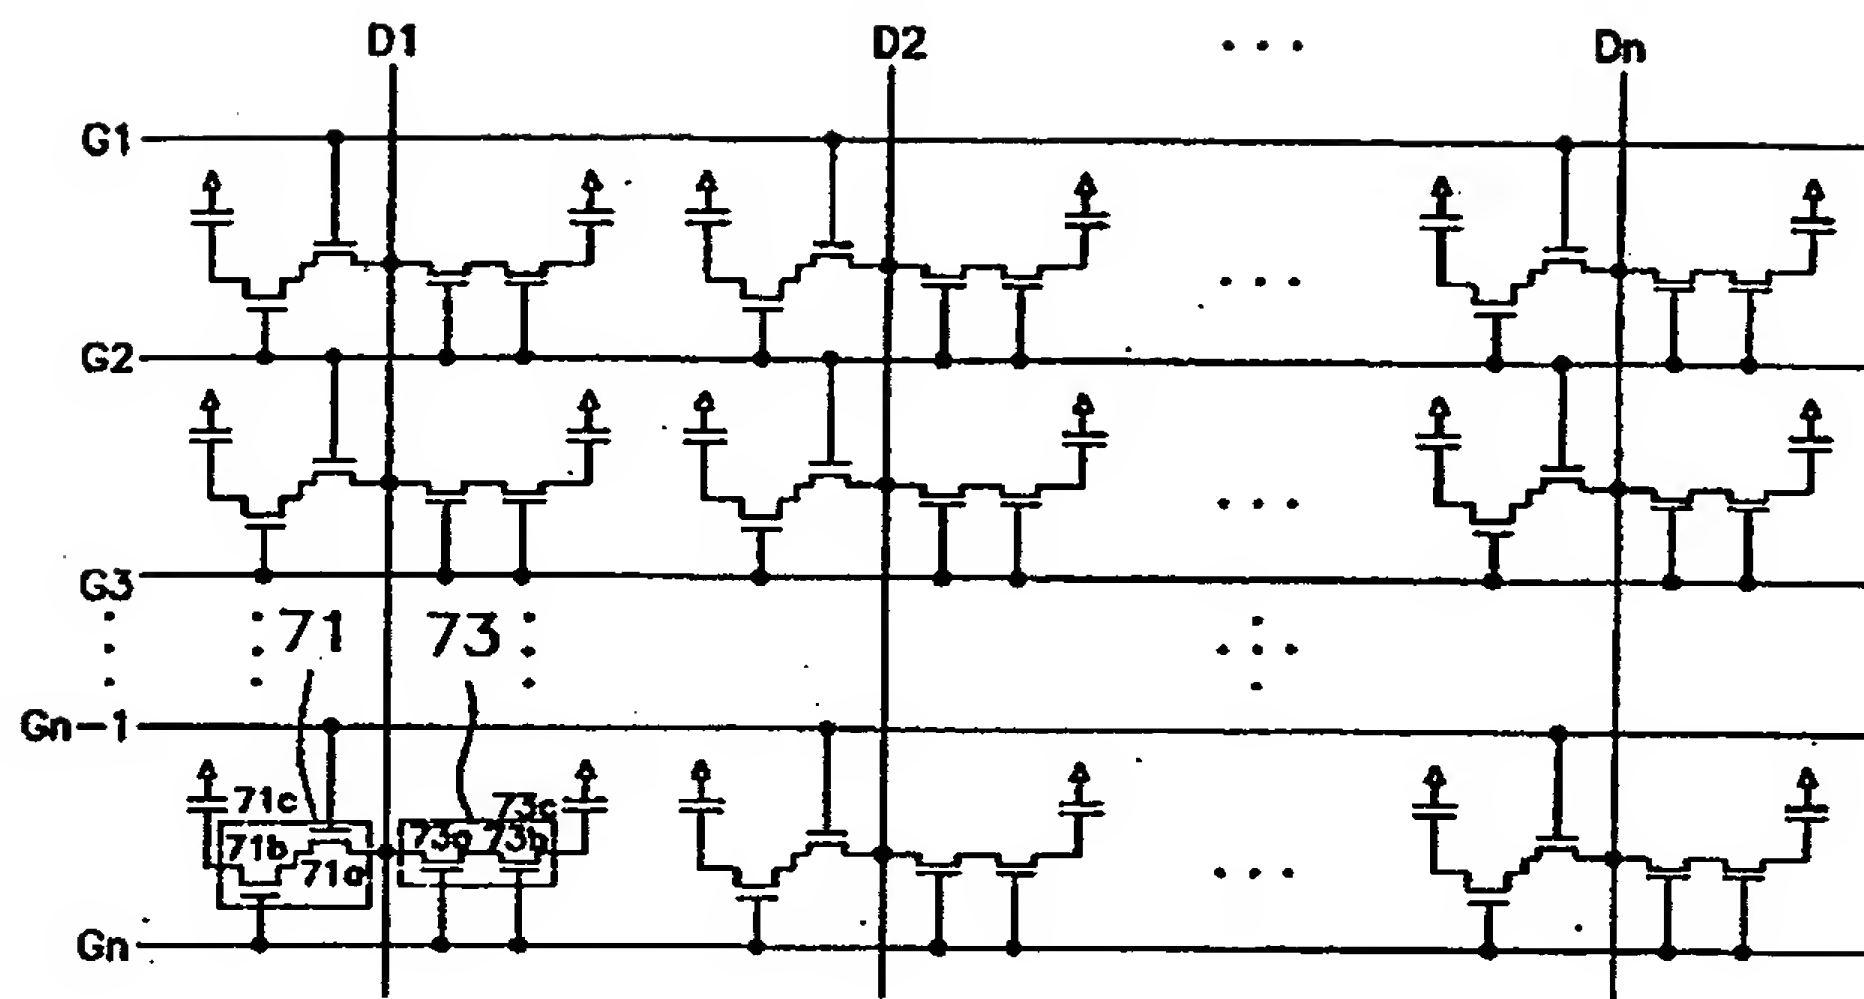 D1 D2 ... Dn
G1
...
G2
...
G3
71 73
Gn-1
71c 73c
71b 73a 73b
71a
...
Gn